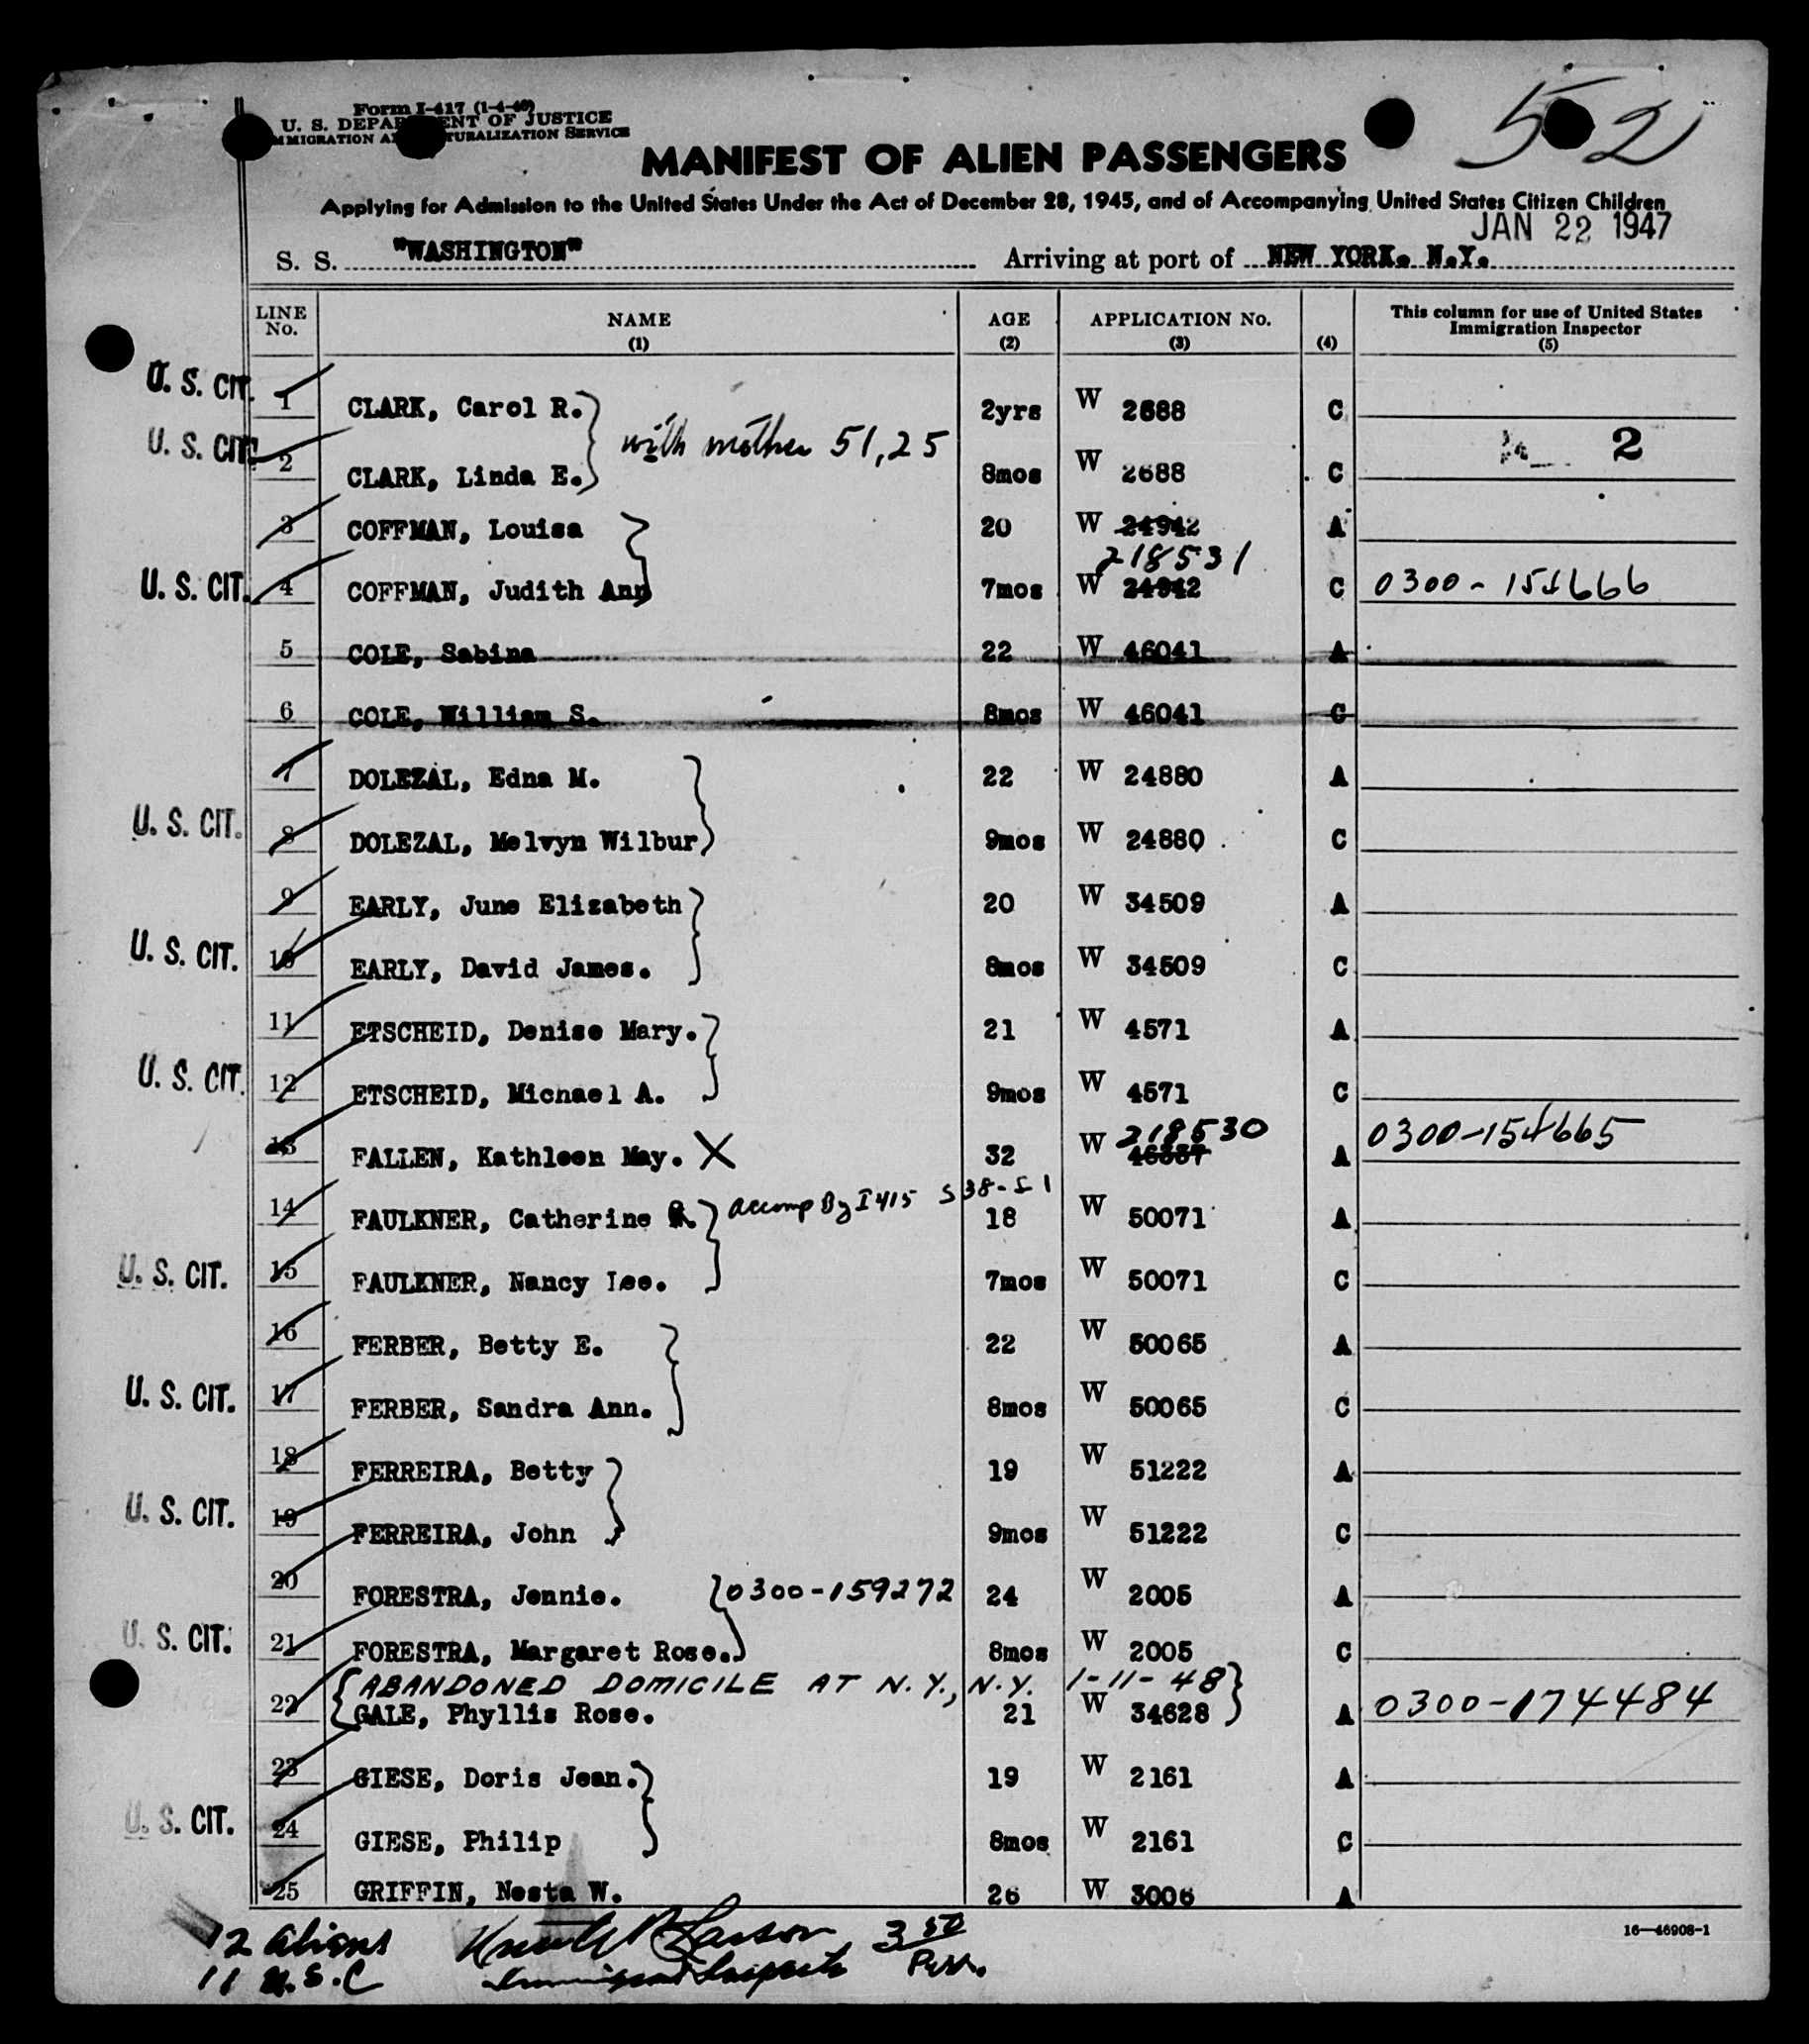 Form I-417 (1-4-46)
U. S. DEPARTMENT OF JUSTICE
IMMIGRATION AND NATURALIZATION SERVICE
52
MANIFEST OF ALIEN PASSENGERS
Applying for Admission to the United States Under the Act of December 28, 1945, and of Accompanying United States Citizen Children
JAN 22 1947
S. S. "WASHINGTON" Arriving at port of NEW YORK. N.Y.
LINE No. NAME (1) AGE (2) APPLICATION No. (3) (4) This column for use of United States Immigration Inspector (5)
U. S. CIT. 1 CLARK, Carol R. 2yrs W 2688 C
with mother 51,25
2
U. S. CIT. 2 CLARK, Linda E. 8mos W 2688 C
3 COFFMAN, Louisa 20 W 24942 A
218531
U. S. CIT. 4 COFFMAN, Judith Ann 7mos W 24942 C 0300-154666
5 COLE, Sabina 22 W 46041 A
6 COLE, William S. 8mos W 46041 C
7 DOLEZAL, Edna M. 22 W 24880 A
U. S. CIT. 8 DOLEZAL, Melvyn Wilbur 9mos W 24880 C
9 EARLY, June Elizabeth 20 W 34509 A
U. S. CIT. 10 EARLY, David James. 8mos W 34509 C
11 ETSCHEID, Denise Mary. 21 W 4571 A
U. S. CIT. 12 ETSCHEID, Michael A. 9mos W 4571 C
218530 0300-154665
13 FALLEN, Kathleen May. X 32 W A
accomp By I415 S38-S1
14 FAULKNER, Catherine 18 W 50071 A
U. S. CIT. 15 FAULKNER, Nancy Lee. 7mos W 50071 C
16 FERBER, Betty E. 22 W 50065 A
U. S. CIT. 17 FERBER, Sandra Ann. 8mos W 50065 C
18 FERREIRA, Betty 19 W 51222 A
U. S. CIT. 19 FERREIRA, John 9mos W 51222 C
20 FORESTRA, Jennie. 0300-159272 24 W 2005 A
U. S. CIT. 21 FORESTRA, Margaret Rose. 8mos W 2005 C
ABANDONED DOMICILE AT N.Y., N.Y. 1-11-48
22 GALE, Phyllis Rose. 21 W 34628 A 0300-174484
23 GIESE, Doris Jean. 19 W 2161 A
U. S. CIT. 24 GIESE, Philip 8mos W 2161 C
25 GRIFFIN, Nesta W. 26 W 3006 A
16—46908-1
12 aliens
11 U.S.C
Larson
Immigrant Inspector